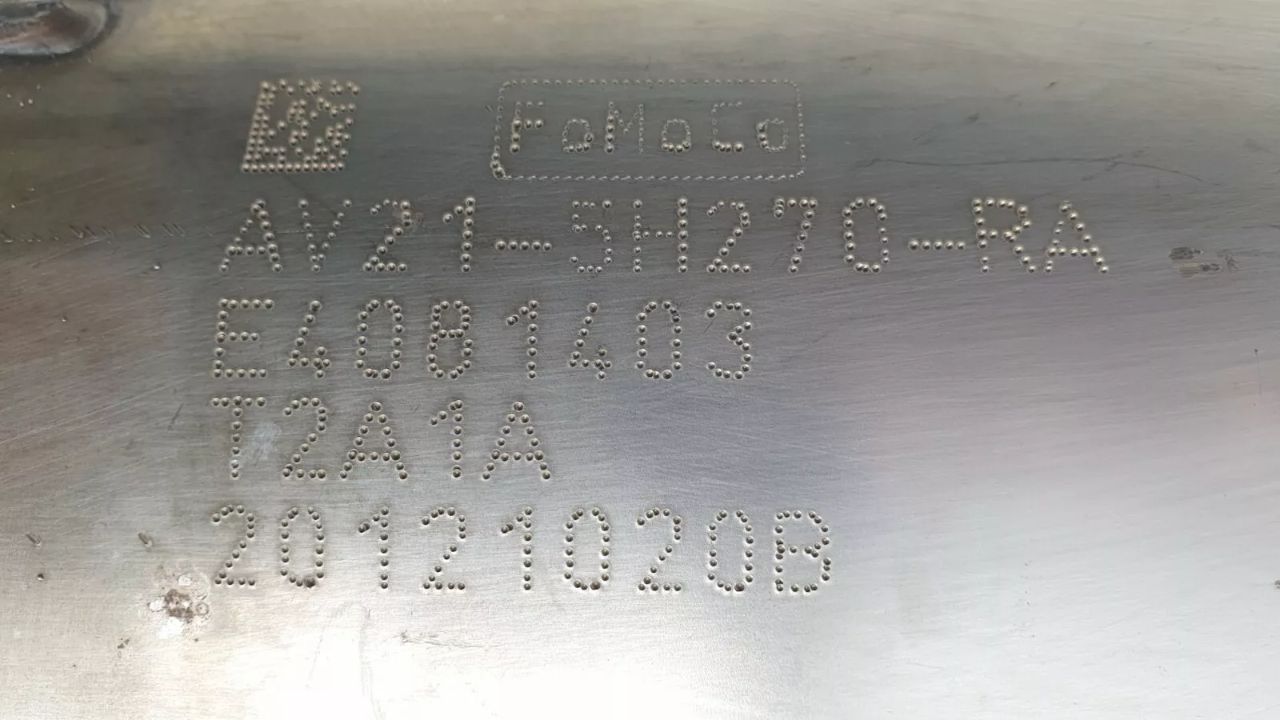 FoMoCo
AV21-5H270-RA
E4081403
T2A1A
20121020B